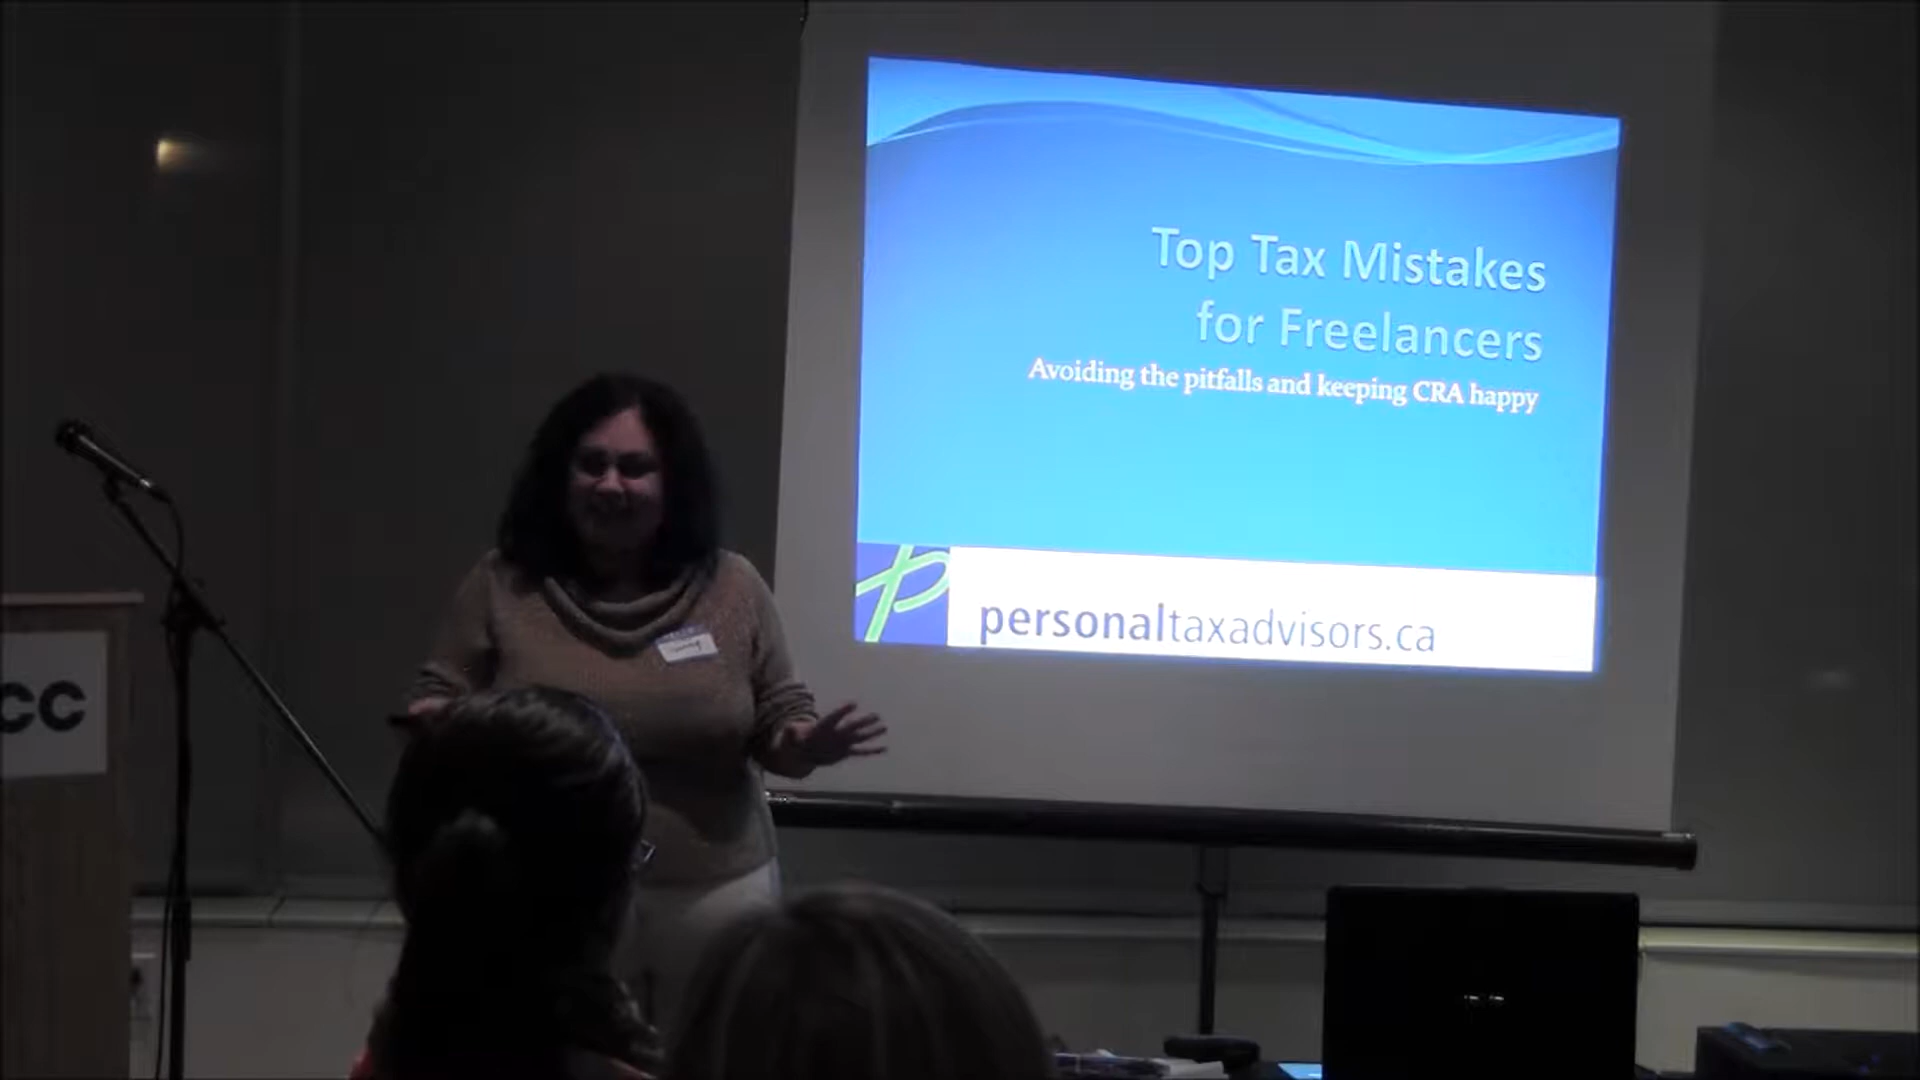 Top Tax Mistakes
for Freelancers
Avoiding the pitfalls and keeping CRA happy
personaltaxadvisors.ca
CC